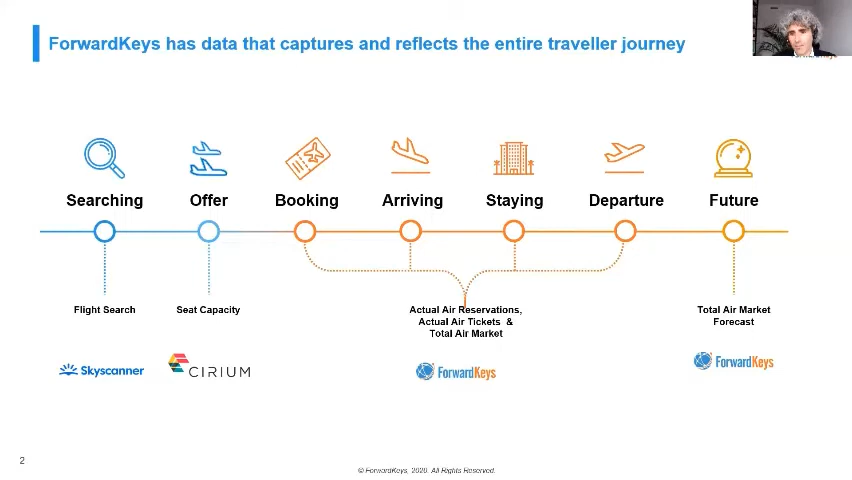 ForwardKeys has data that captures and reflects the entire traveller journey
Searching
Offer
Booking
Arriving
Staying
Departure
Future
Flight Search
Seat Capacity
Actual Air Reservations,
Actual Air Tickets &
Total Air Market
Total Air Market
Forecast
Skyscanner
CIRIUM
ForwardKeys
ForwardKeys
2
© ForwardKeys, 2020. All Rights Reserved.